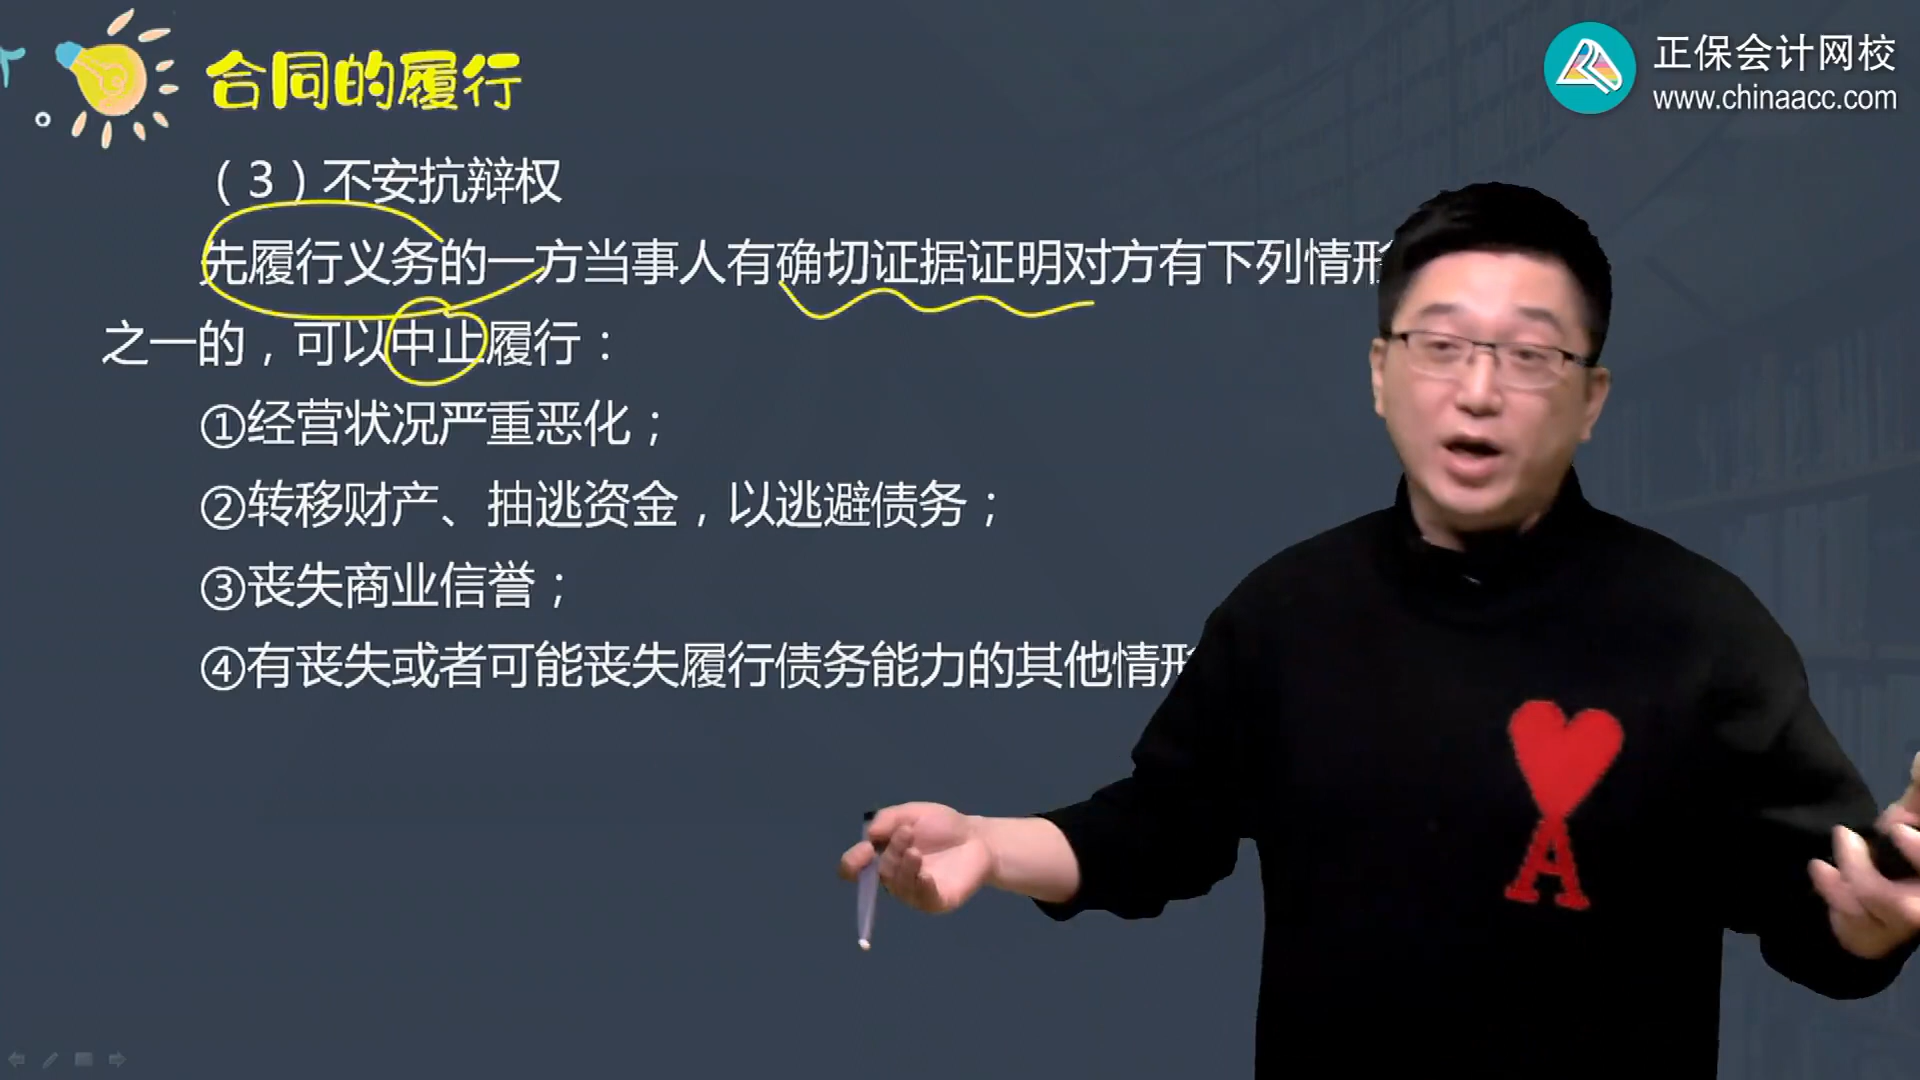 合同的履行
正保会计网校
www.chinaacc.com
（3）不安抗辩权
先履行义务的一方当事人有确切证据证明对方有下列情形
之一的，可以中止履行：
①经营状况严重恶化；
②转移财产、抽逃资金，以逃避债务；
③丧失商业信誉；
④有丧失或者可能丧失履行债务能力的其他情形
A